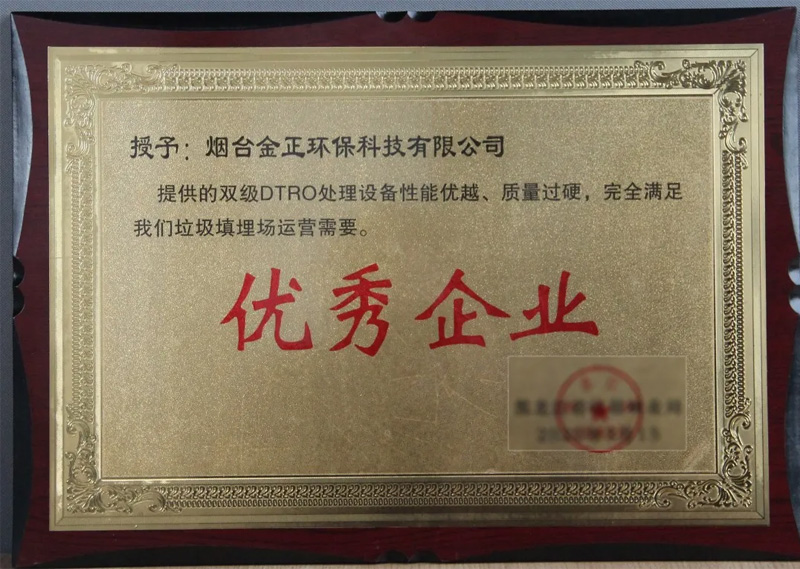 授予：烟台金正环保科技有限公司
提供的双级DTRO处理设备性能优越、质量过硬，完全满足
我们垃圾填埋场运营需要。
优秀企业